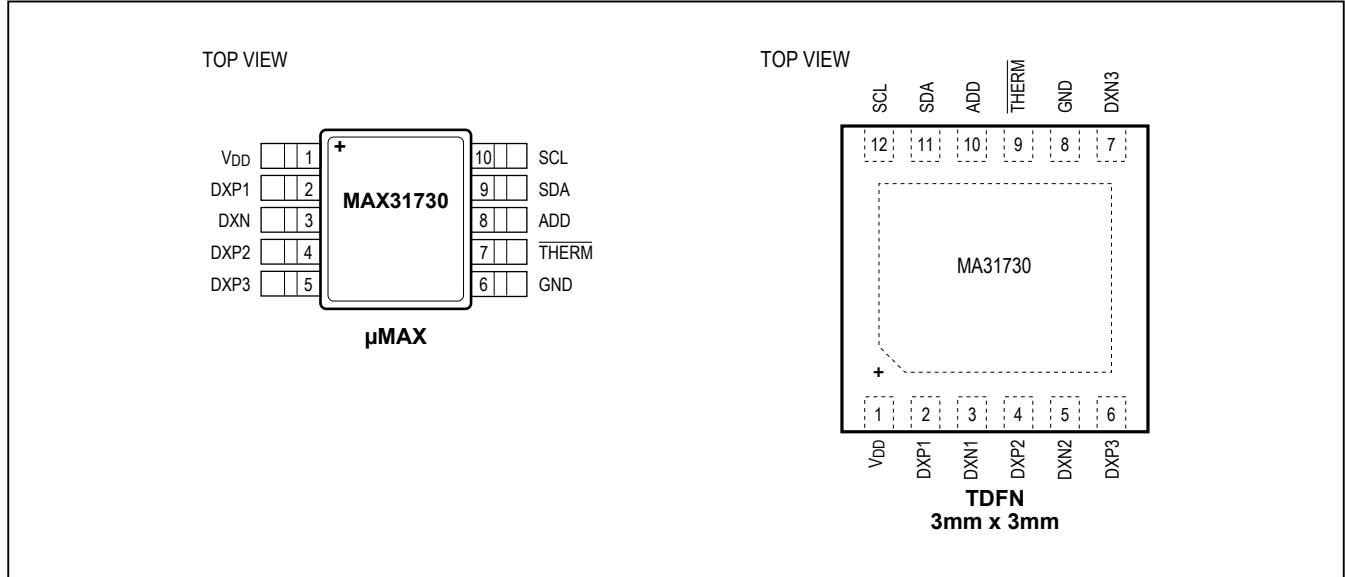 TOP VIEW
VDD 1
DXP1 2
DXN 3
DXP2 4
DXP3 5
+
MAX31730
10 SCL
9 SDA
8 ADD
7 THERM
6 GND
µMAX
TOP VIEW
SCL SDA ADD THERM GND DXN3
12 11 10 9 8 7
MA31730
+
1 2 3 4 5 6
VDD DXP1 DXN1 DXP2 DXN2 DXP3
TDFN
3mm x 3mm